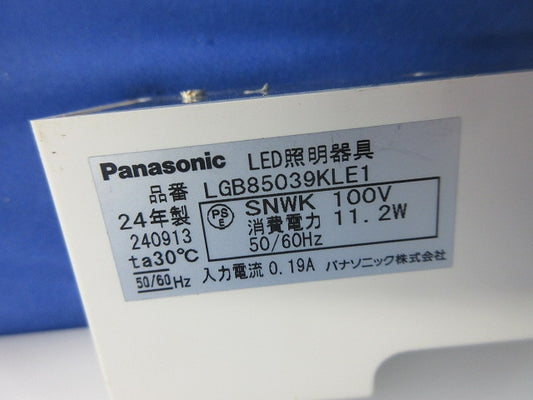 Panasonic LED照明器具
品番 LGB85039KLE1
24年製 PS E SNWK 100V
240913 消費電力 11.2W
ta30℃ 50/60Hz
50/60 Hz 入力電流 0.19A パナソニック株式会社